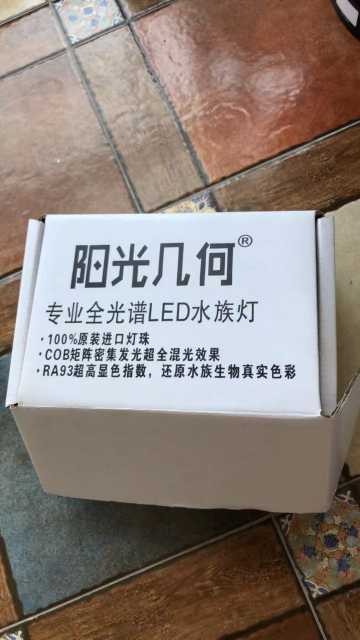 阳光几何®
专业全光谱LED水族灯
·100%原装进口灯珠
·COB矩阵密集发光超全混光效果
·RA93超高显色指数，还原水族生物真实色彩